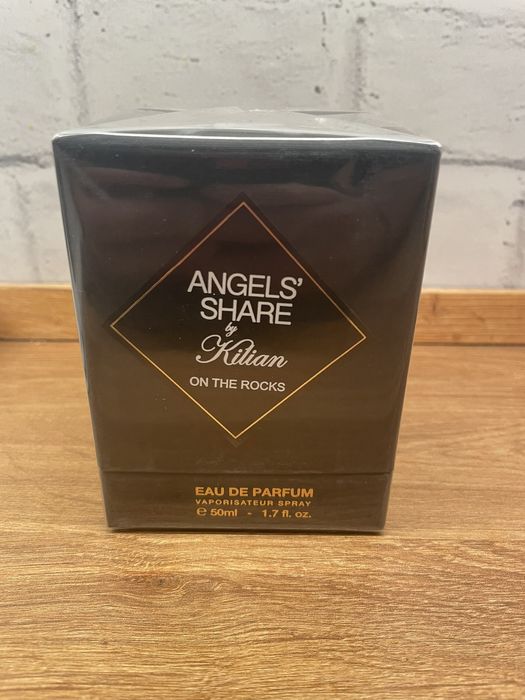 ANGELS'
SHARE
by
Kilian
ON THE ROCKS
EAU DE PARFUM
VAPORISATEUR SPRAY
℮ 50ml - 1.7 fl. oz.